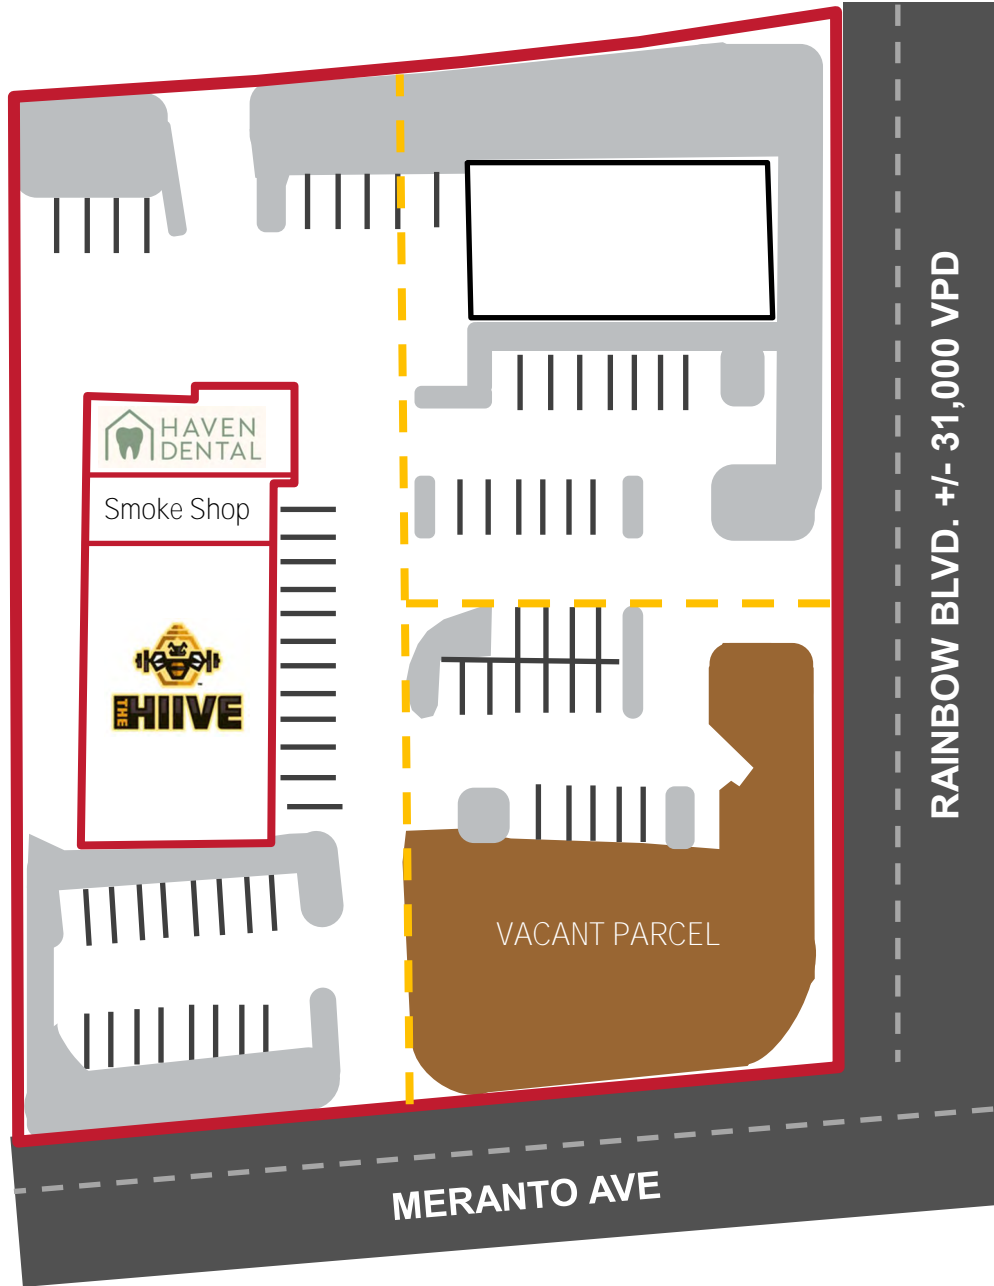 HAVEN
DENTAL
Smoke Shop
THE HIIVE
VACANT PARCEL
RAINBOW BLVD. +/- 31,000 VPD
MERANTO AVE